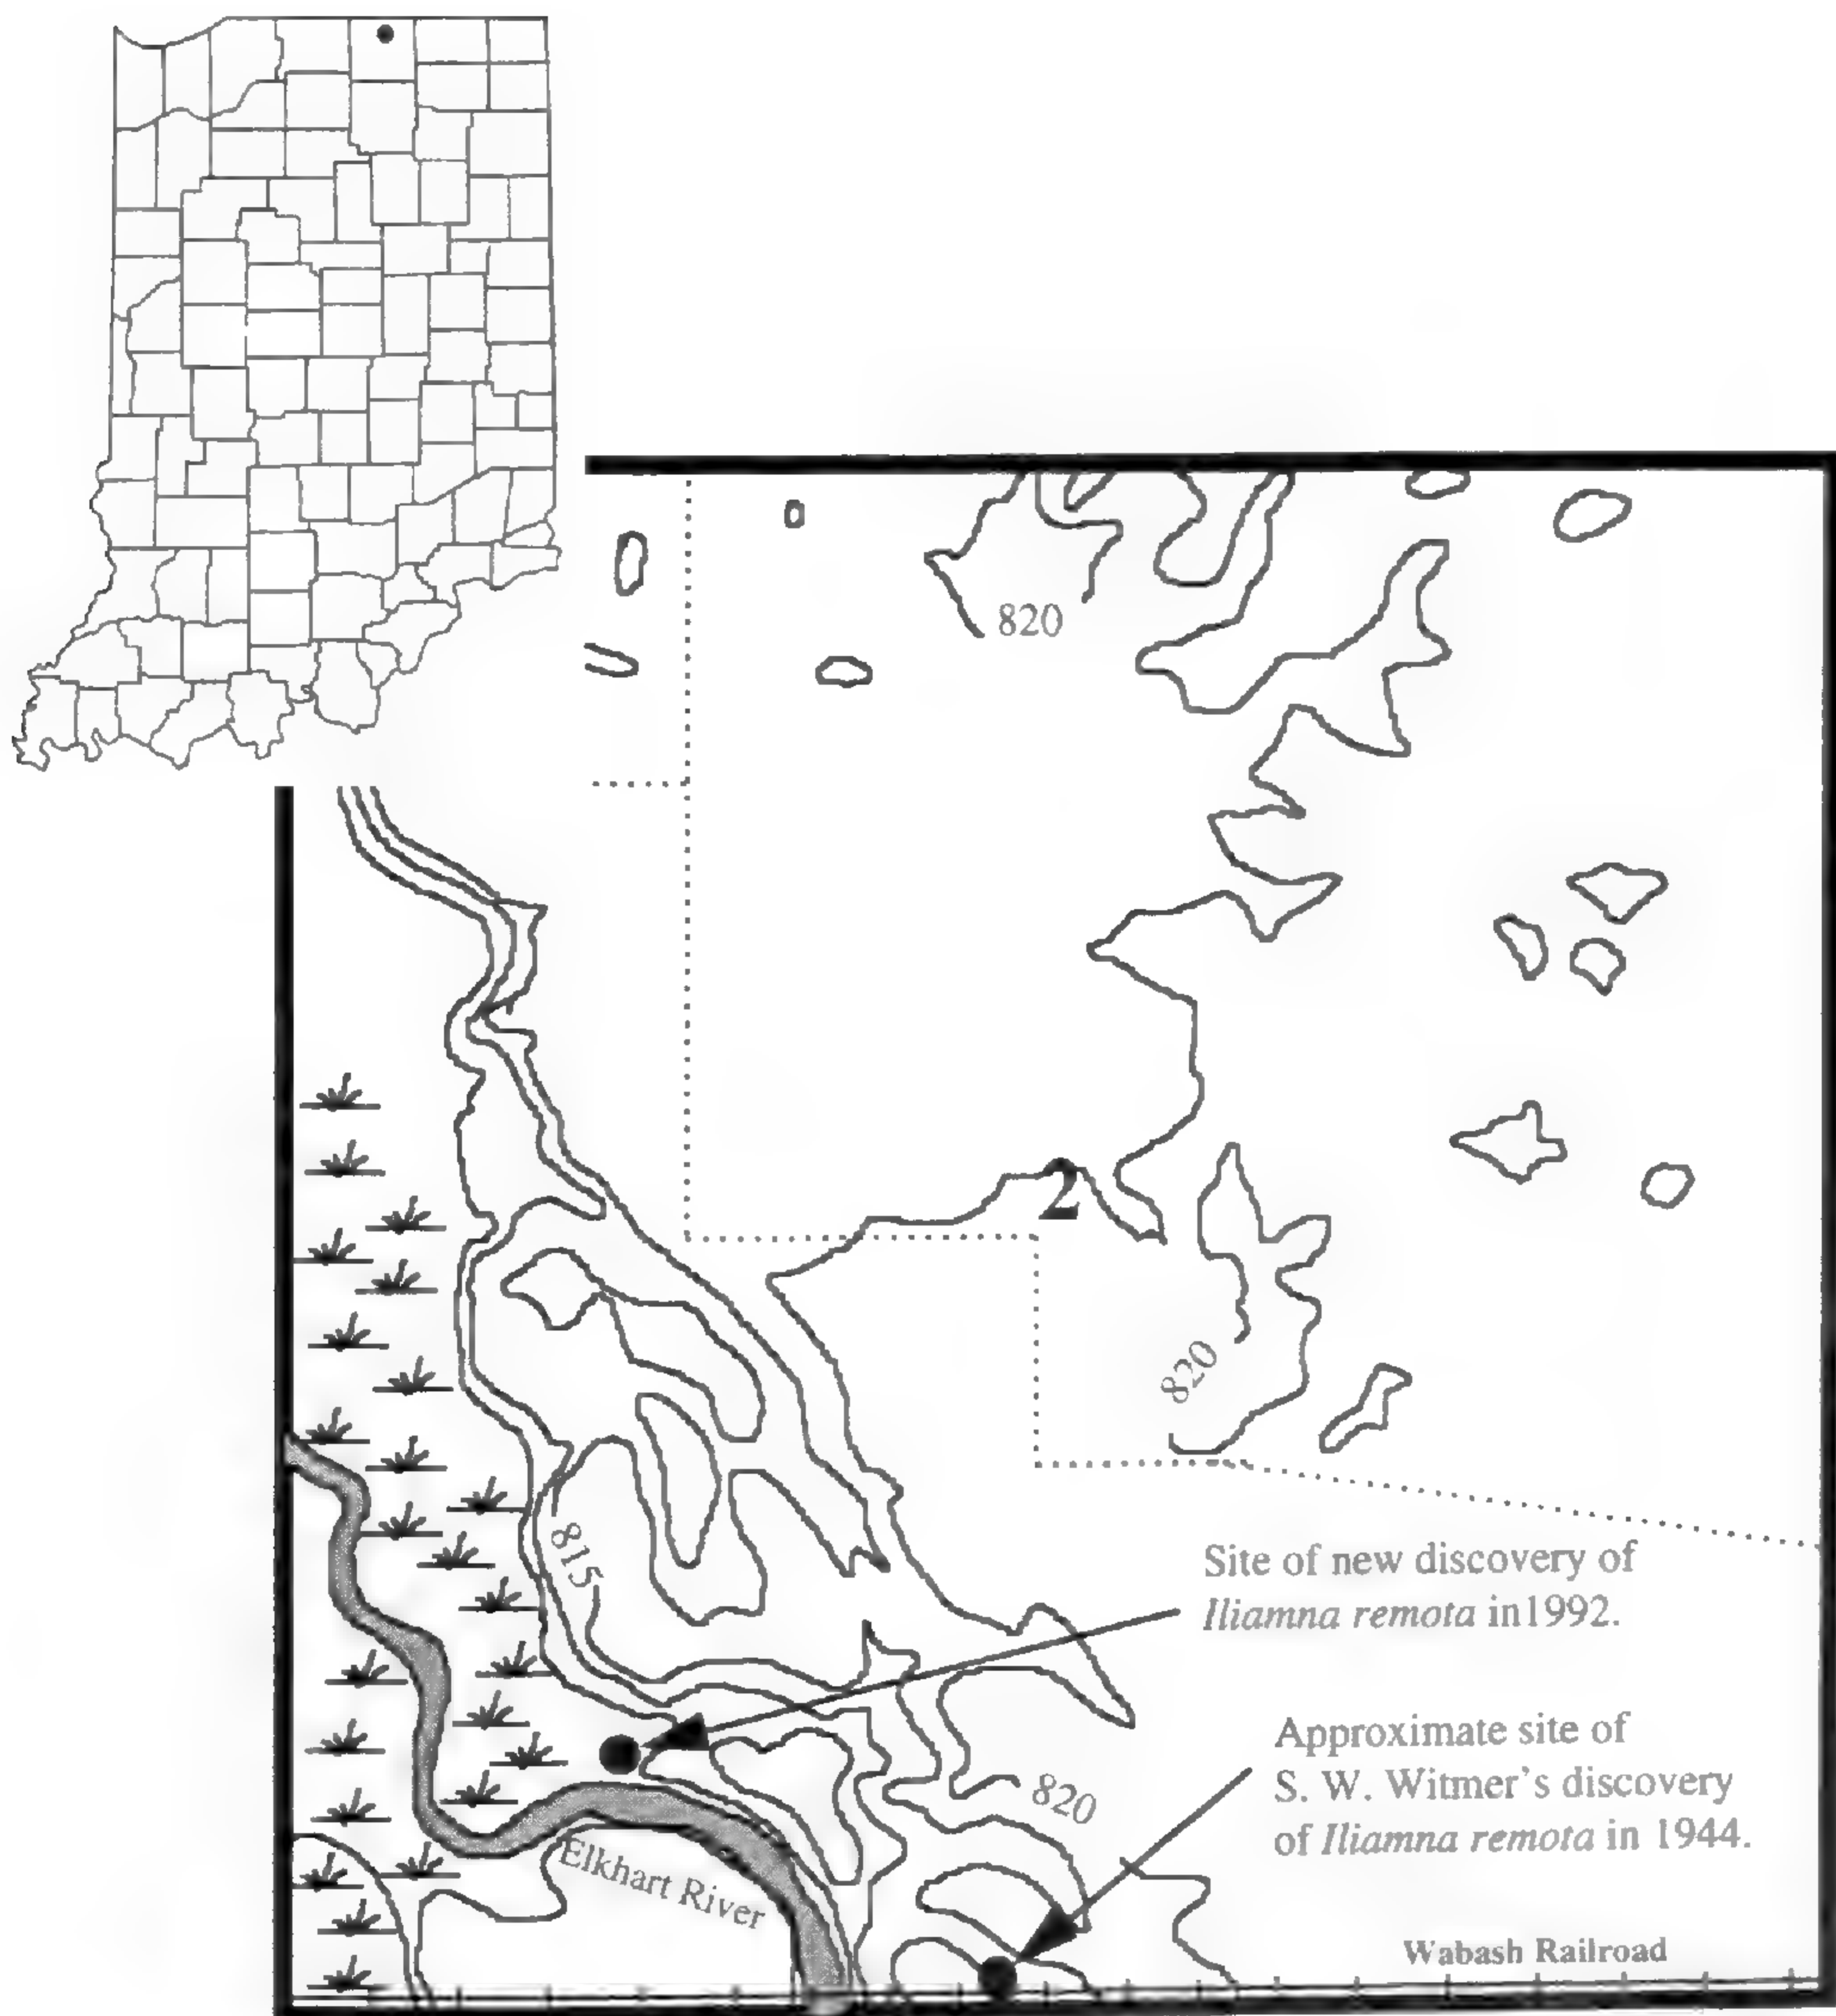 820
2
820
815
Site of new discovery of
Iliamna remota in1992.
Approximate site of
S. W. Witmer's discovery
of Iliamna remota in 1944.
820
Elkhart River
Wabash Railroad